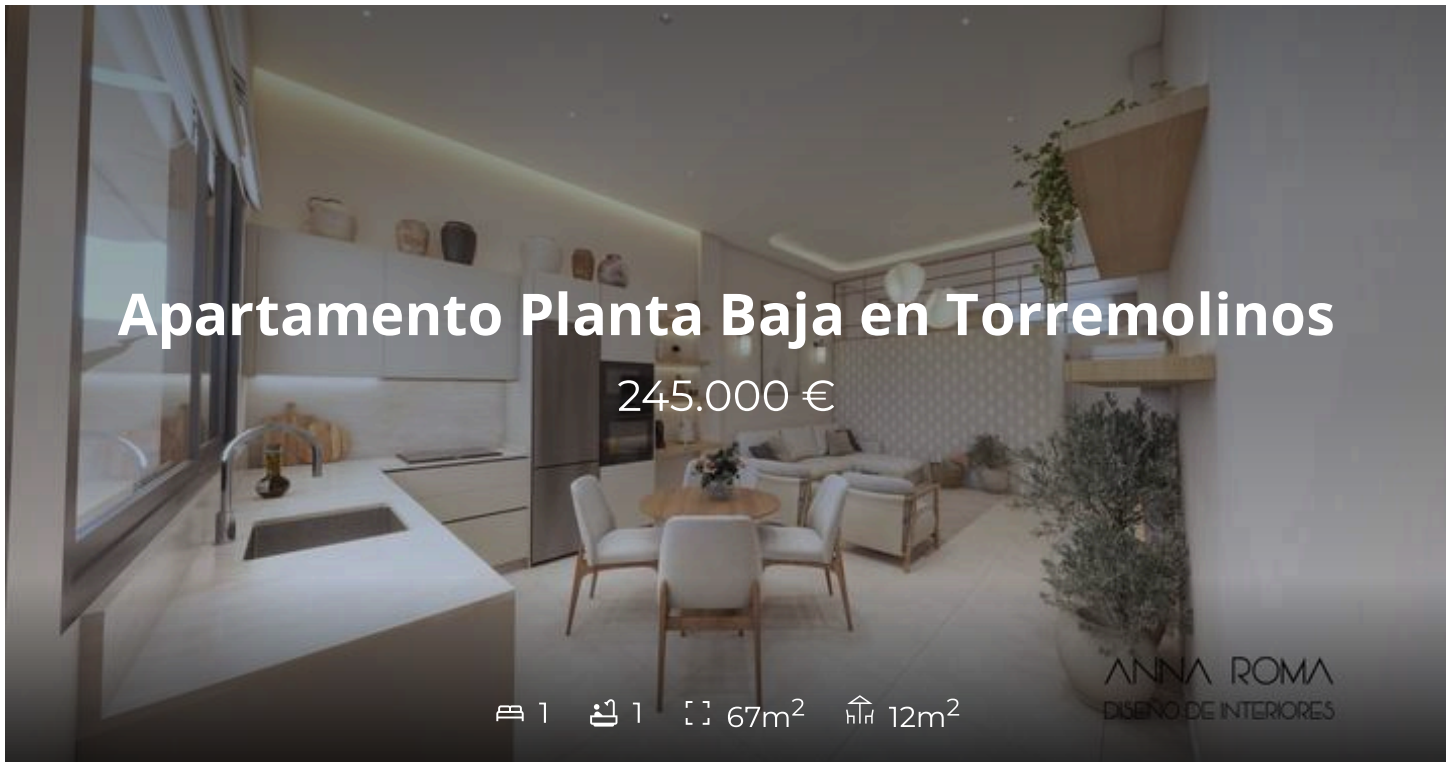 Apartamento Planta Baja en Torremolinos
245.000 €
1 1 67m² 12m²
ANNA ROMA
DISEÑO DE INTERIORES